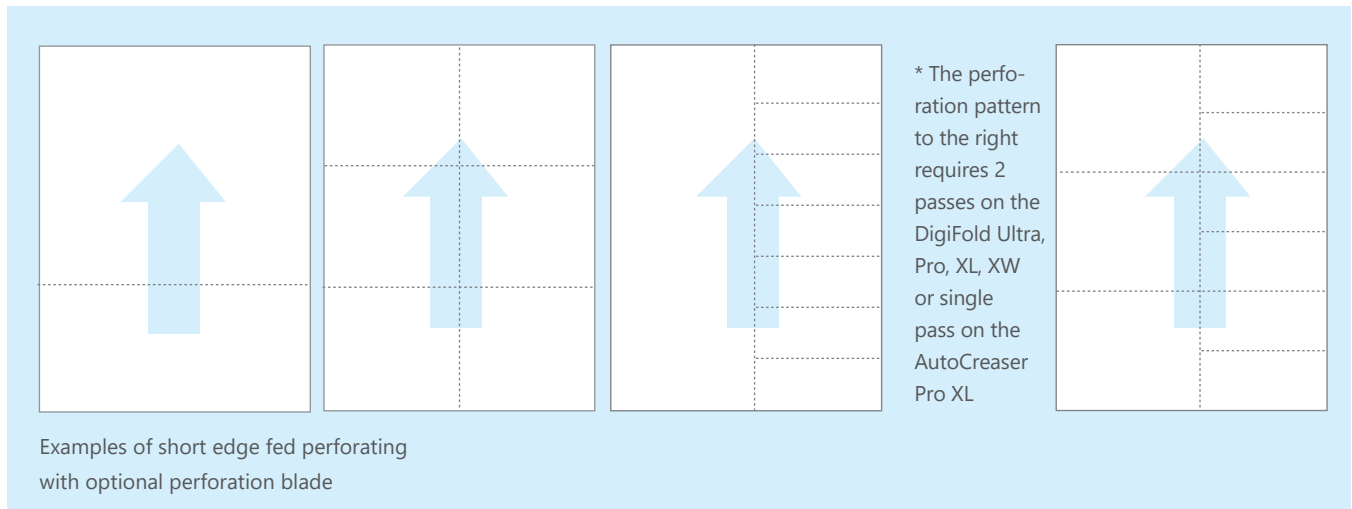 * The perfo-
ration pattern
to the right
requires 2
passes on the
DigiFold Ultra,
Pro, XL, XW
or single
pass on the
AutoCreaser
Pro XL
Examples of short edge fed perforating
with optional perforation blade